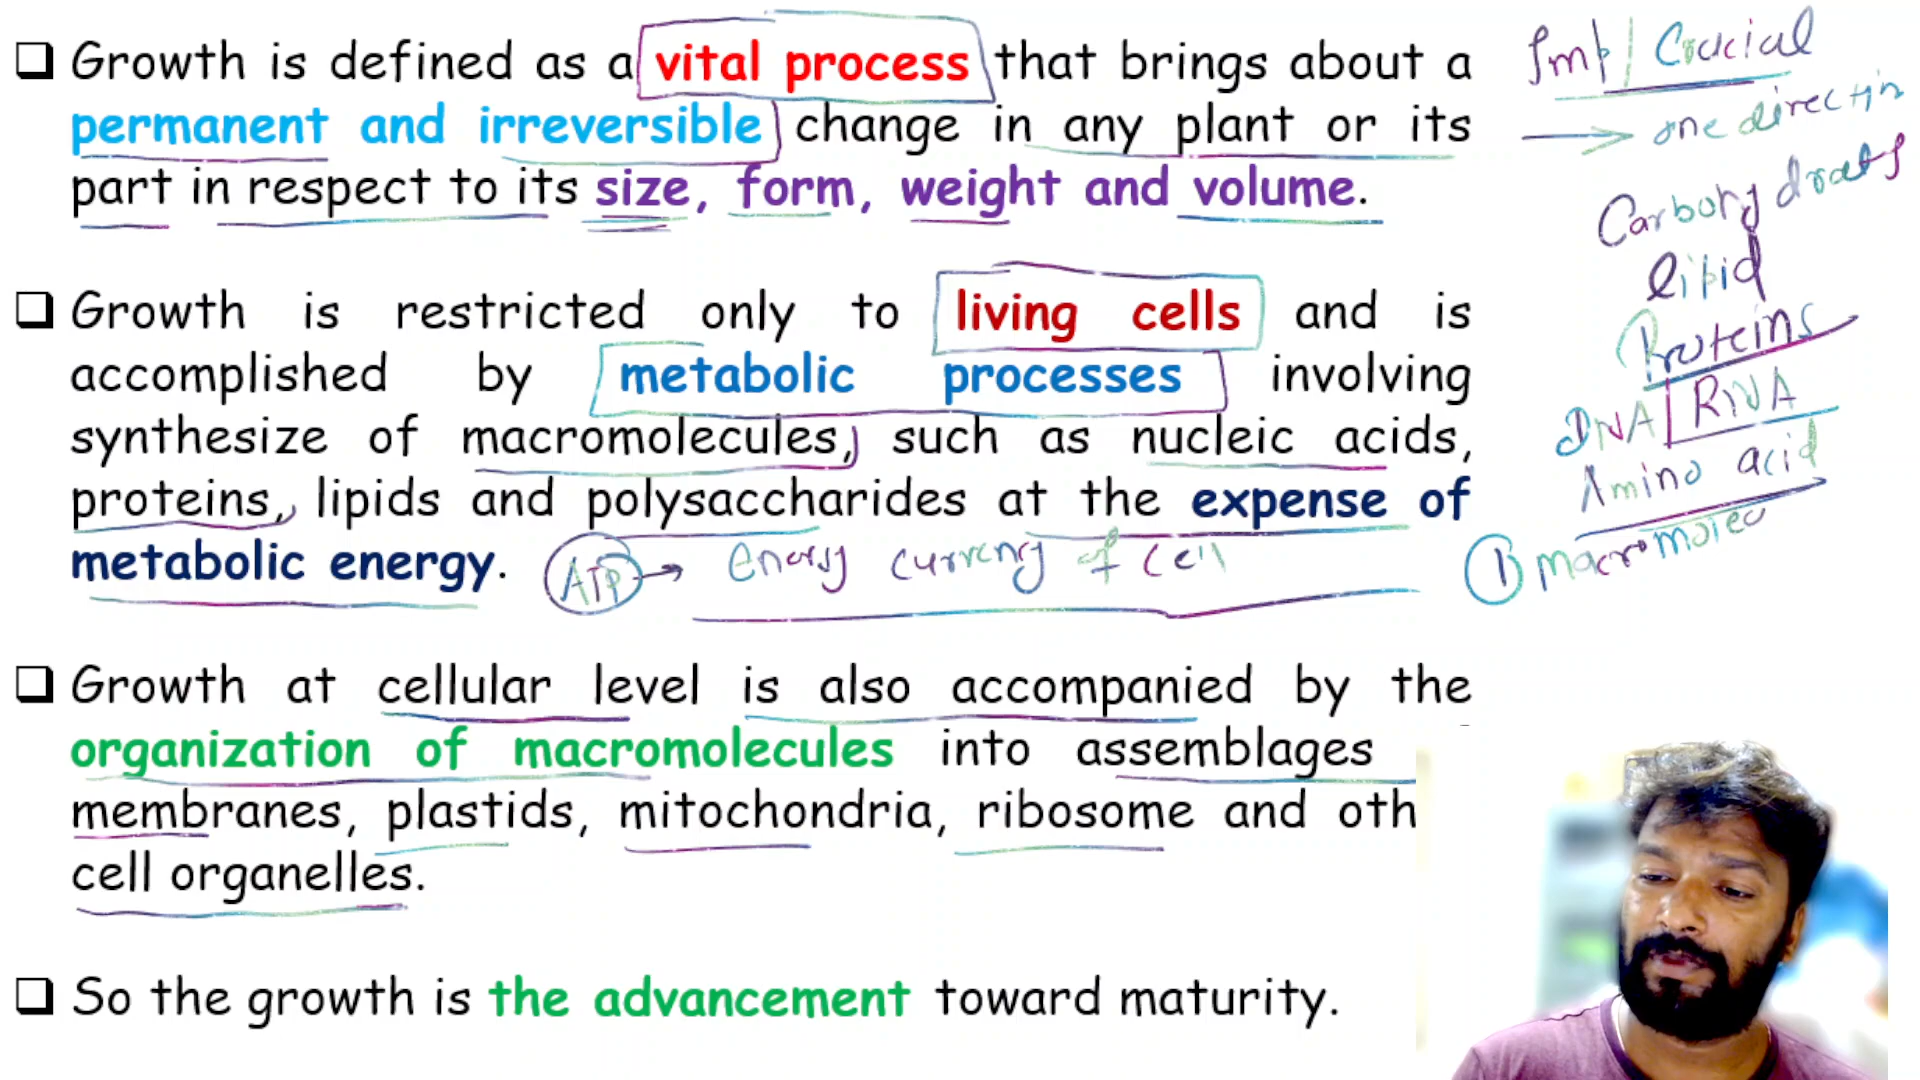 ❑ Growth is defined as a vital process that brings about a
permanent and irreversible change in any plant or its
part in respect to its size, form, weight and volume.
❑ Growth is restricted only to living cells and is
accomplished by metabolic processes involving
synthesize of macromolecules, such as nucleic acids,
proteins, lipids and polysaccharides at the expense of
metabolic energy.
ATP → energy currency of cell
❑ Growth at cellular level is also accompanied by the
organization of macromolecules into assemblages
membranes, plastids, mitochondria, ribosome and oth
cell organelles.
❑ So the growth is the advancement toward maturity.
Imp | Crucial
→ one direction
lipid
Proteins
DNA | RNA
Amino acid
① macromolec